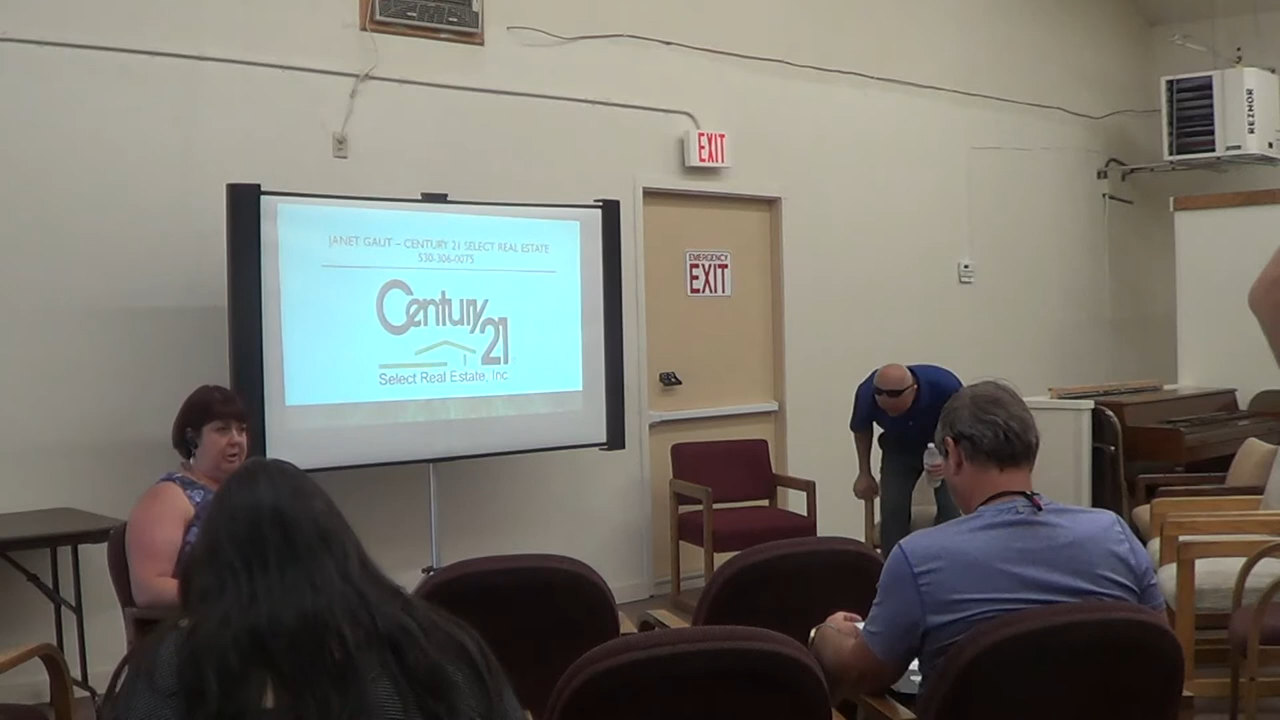 EXIT
REZNOR
JANET GAUT – CENTURY 21 SELECT REAL ESTATE
530-306-0075
Century
21
Select Real Estate, Inc.
EMERGENCY
EXIT